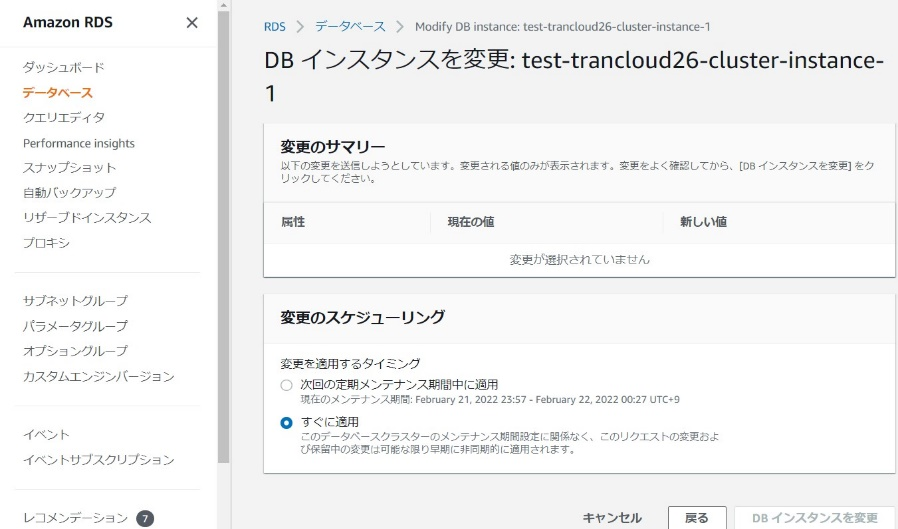 Amazon RDS
ダッシュボード
データベース
クエリエディタ
Performance insights
スナップショット
自動バックアップ
リザーブドインスタンス
プロキシ
サブネットグループ
パラメータグループ
オプショングループ
カスタムエンジンバージョン
イベント
イベントサブスクリプション
レコメンデーション 7
RDS > データベース > Modify DB instance: test-trancloud26-cluster-instance-1
DB インスタンスを変更: test-trancloud26-cluster-instance-
1
変更のサマリー
以下の変更を送信しようとしています。変更される値のみが表示されます。変更をよく確認してから、[DB インスタンスを変更] をク
リックしてください。
属性 現在の値 新しい値
変更が選択されていません
変更のスケジューリング
変更を適用するタイミング
次回の定期メンテナンス期間中に適用
現在のメンテナンス期間: February 21, 2022 23:57 - February 22, 2022 00:27 UTC+9
すぐに適用
このデータベースクラスターのメンテナンス期間設定に関係なく、このリクエストの変更およ
び保留中の変更は可能な限り早期に非同期的に適用されます。
キャンセル 戻る DB インスタンスを変更